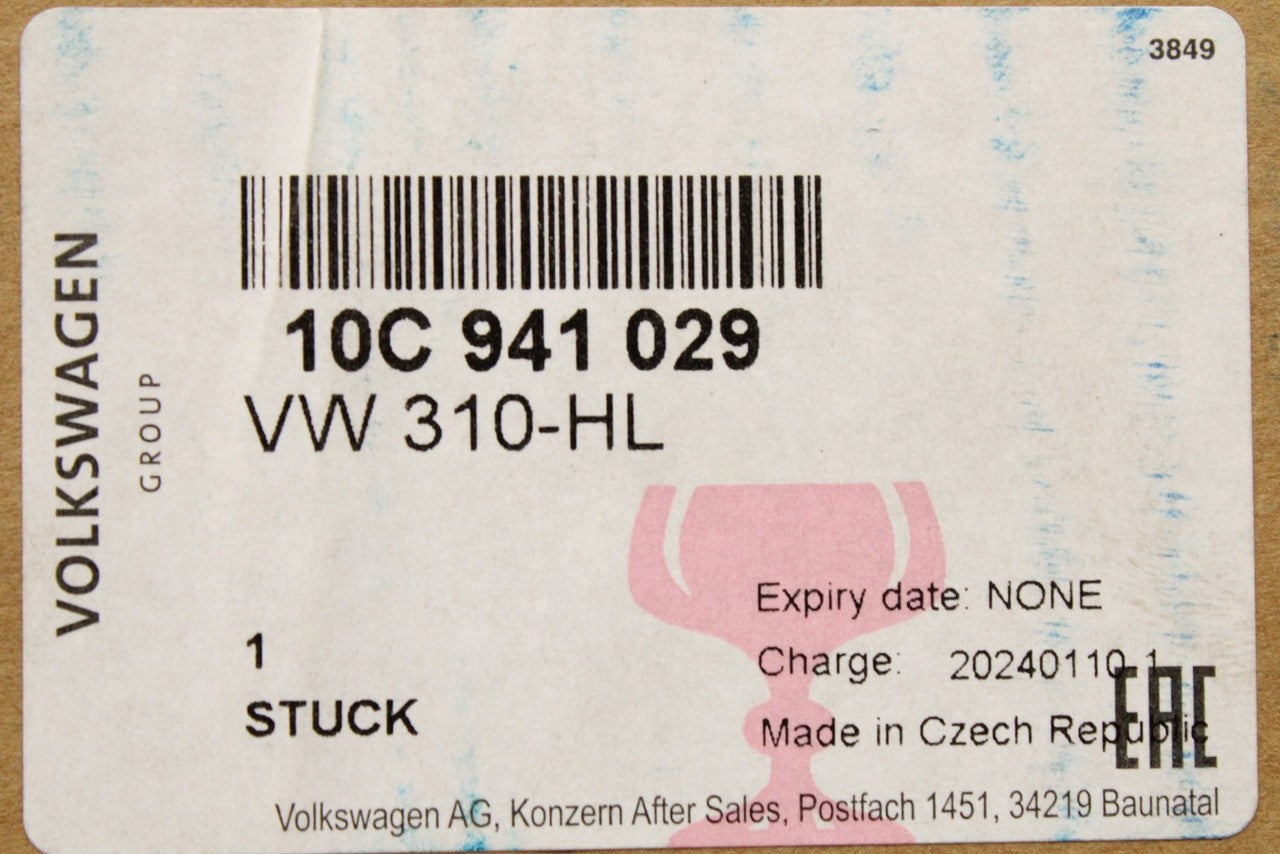 3849
VOLKSWAGEN
GROUP
10C 941 029
VW 310-HL
Expiry date: NONE
1
Charge: 20240110 1
STUCK
Made in Czech Republic
EAC
Volkswagen AG, Konzern After Sales, Postfach 1451, 34219 Baunatal